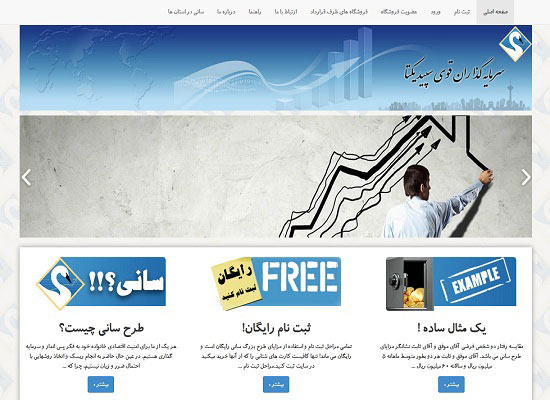 صفحه اصلی ثبت نام ورود عضویت فروشگاه فروشگاه های طرف قرارداد ارتباط با ما راهنما درباره ما سانی در استان ها
سرمایه گذاران قوی سپید یکتا
EXAMPLE
FREE
رایگان
ثبت نام کنید
سانی؟!!
یک مثال ساده !
مقایسه رفتار دو شخص فرضی آقای موفق و آقای ثابت نشانگر مزایای
طرح سانی می باشد. آقای موفق و ثابت هر دو بطور متوسط ماهانه ۵
میلیون ریال و سالانه ۶۰ میلیون ریال ...
بیشتر »
ثبت نام رایگان!
تمامی مراحل ثبت نام و استفاده از مزایای طرح بزرگ سانی رایگان است و
رایگان می ماند! تنها کافیست کارت های شتابی را که از آنها خرید میکنید
در سایت ثبت کنید.مراحل ثبت نام ...
بیشتر »
طرح سانی چیست؟
هر یک از ما برای امنیت اقتصادی خانواده خود به فکر پس انداز و سرمایه
گذاری هستیم. در عین حال حاضر به انجام ریسک و اتخاذ روشهایی با
احتمال ضرر و زیان نیستیم، چرا که ...
بیشتر »